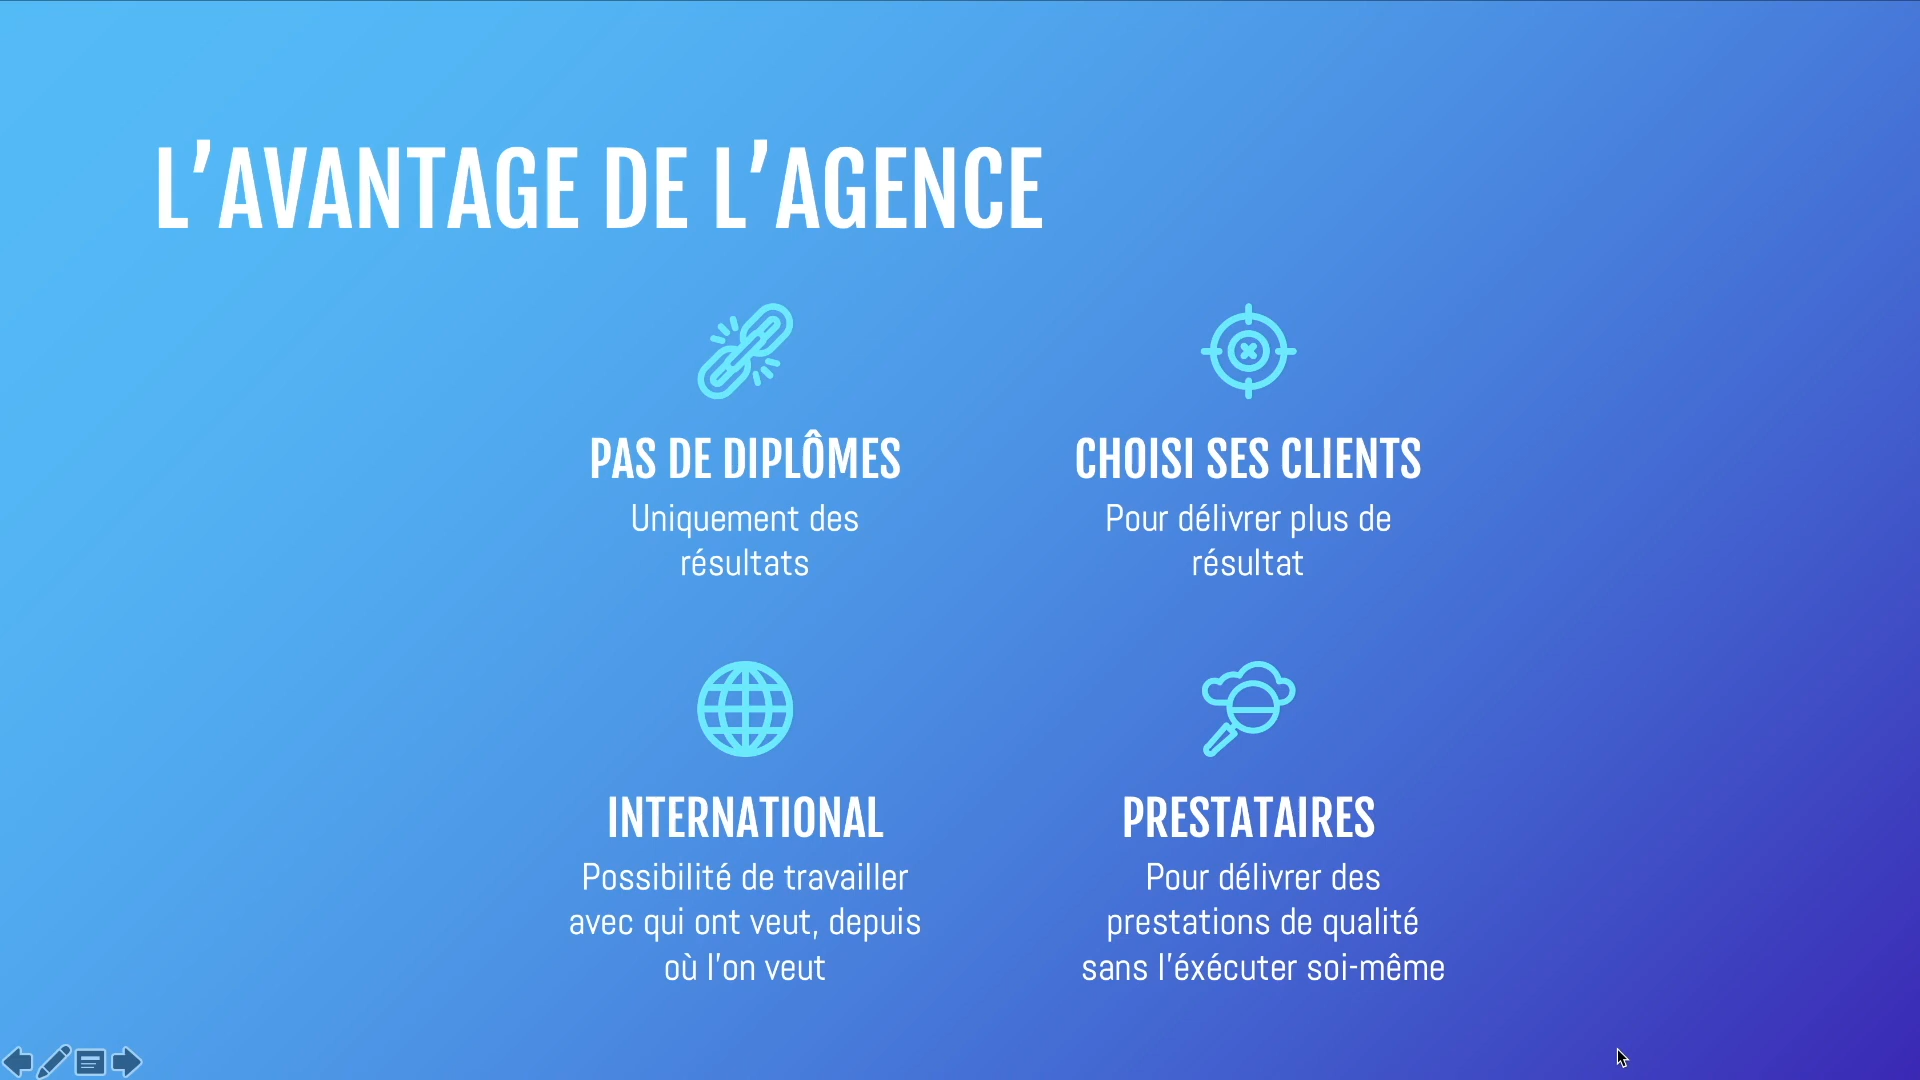 L’AVANTAGE DE L’AGENCE
PAS DE DIPLÔMES
Uniquement des
résultats
CHOISI SES CLIENTS
Pour délivrer plus de
résultat
INTERNATIONAL
Possibilité de travailler
avec qui ont veut, depuis
où l’on veut
PRESTATAIRES
Pour délivrer des
prestations de qualité
sans l’éxécuter soi-même